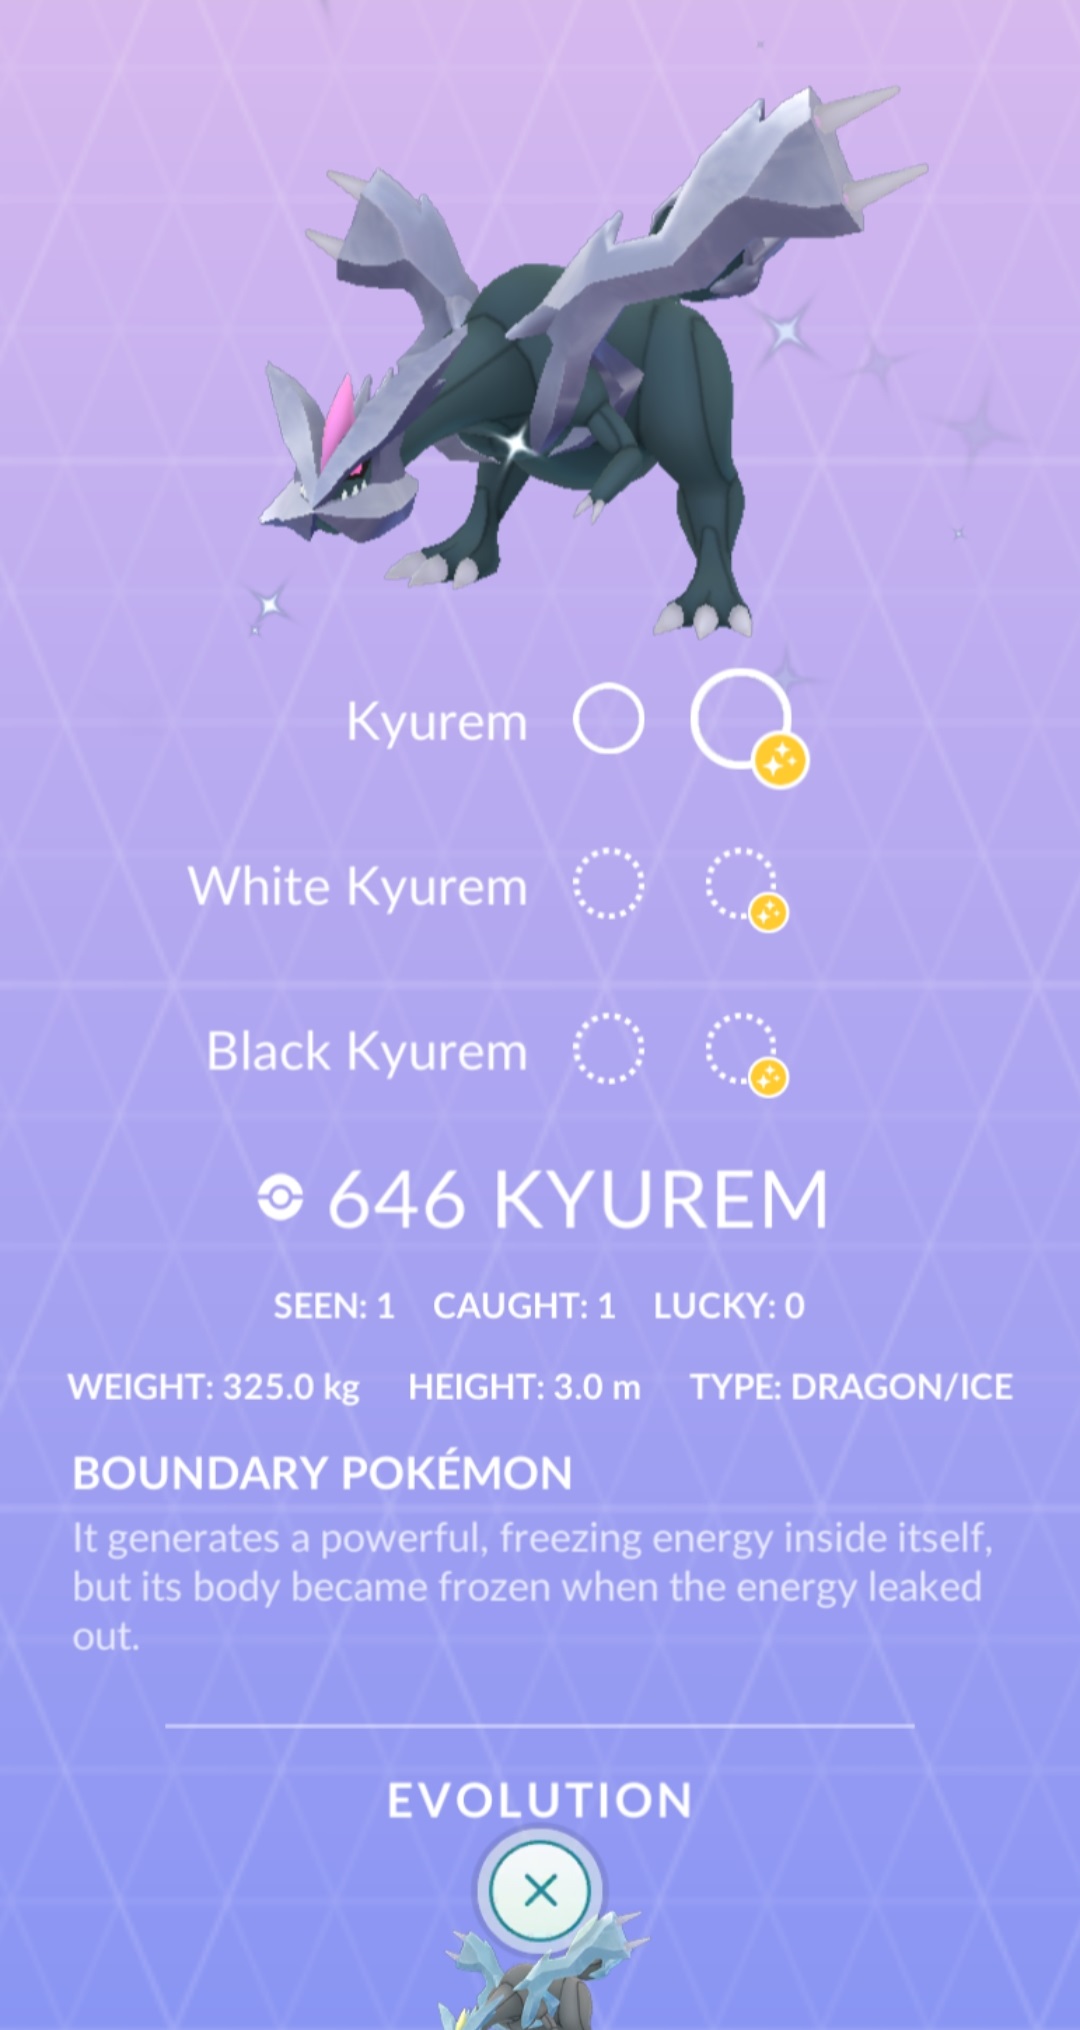 Kyurem
White Kyurem
Black Kyurem
646 KYUREM
SEEN: 1 CAUGHT: 1 LUCKY: 0
WEIGHT: 325.0 kg HEIGHT: 3.0 m TYPE: DRAGON/ICE
BOUNDARY POKÉMON
It generates a powerful, freezing energy inside itself,
but its body became frozen when the energy leaked
out.
EVOLUTION